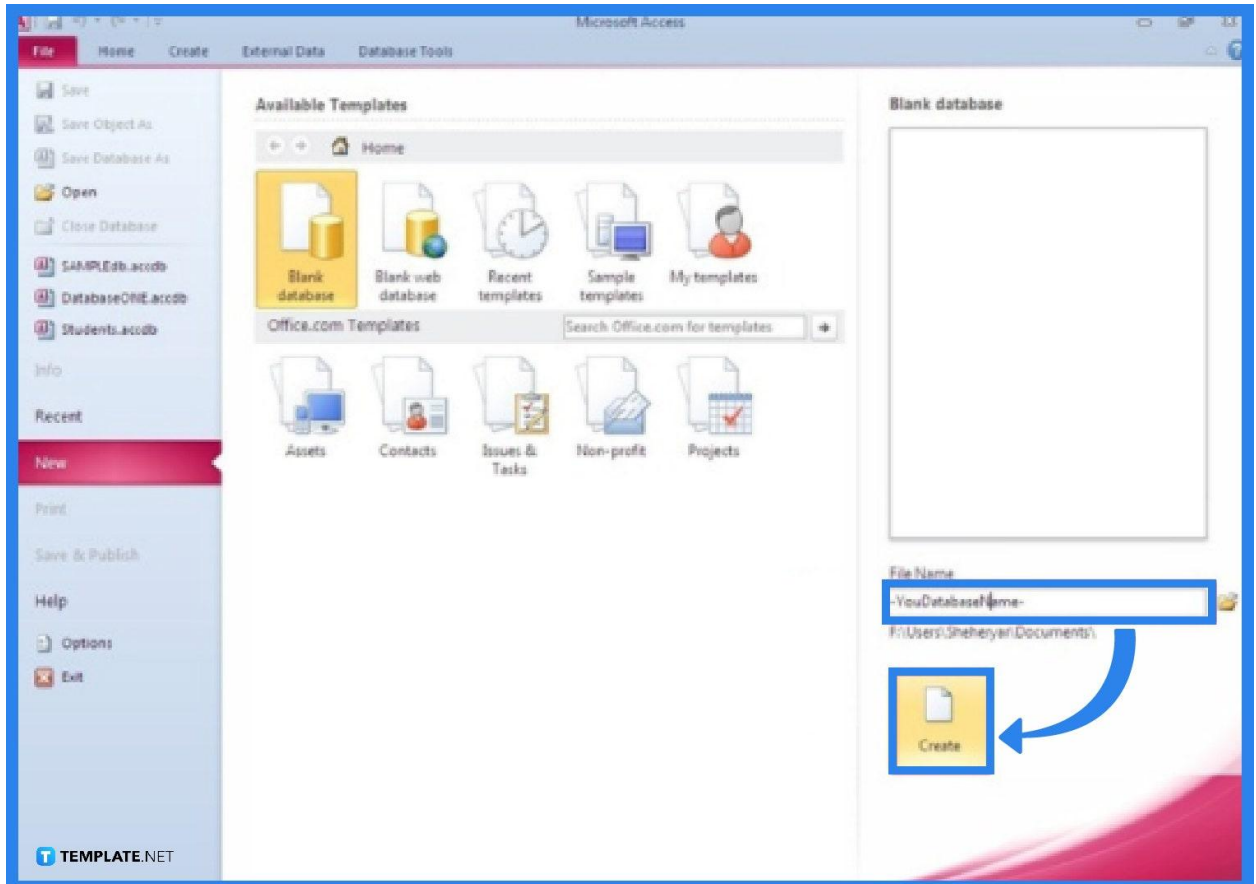 Microsoft Access
File Home Create External Data Database Tools
Save
Save Object As
Save Database As
Open
Close Database
SAMPLEdb.accdb
DatabaseONE.accdb
Students.accdb
Info
Recent
New
Print
Save & Publish
Help
Options
Exit
Available Templates
Home
Blank
database
Blank web
database
Recent
templates
Sample
templates
My templates
Office.com Templates
Search Office.com for templates
Assets
Contacts
Issues &
Tasks
Non-profit
Projects
Blank database
File Name
-YouDatabaseName-
F:\Users\Sheheryar\Documents\
Create
T TEMPLATE.NET